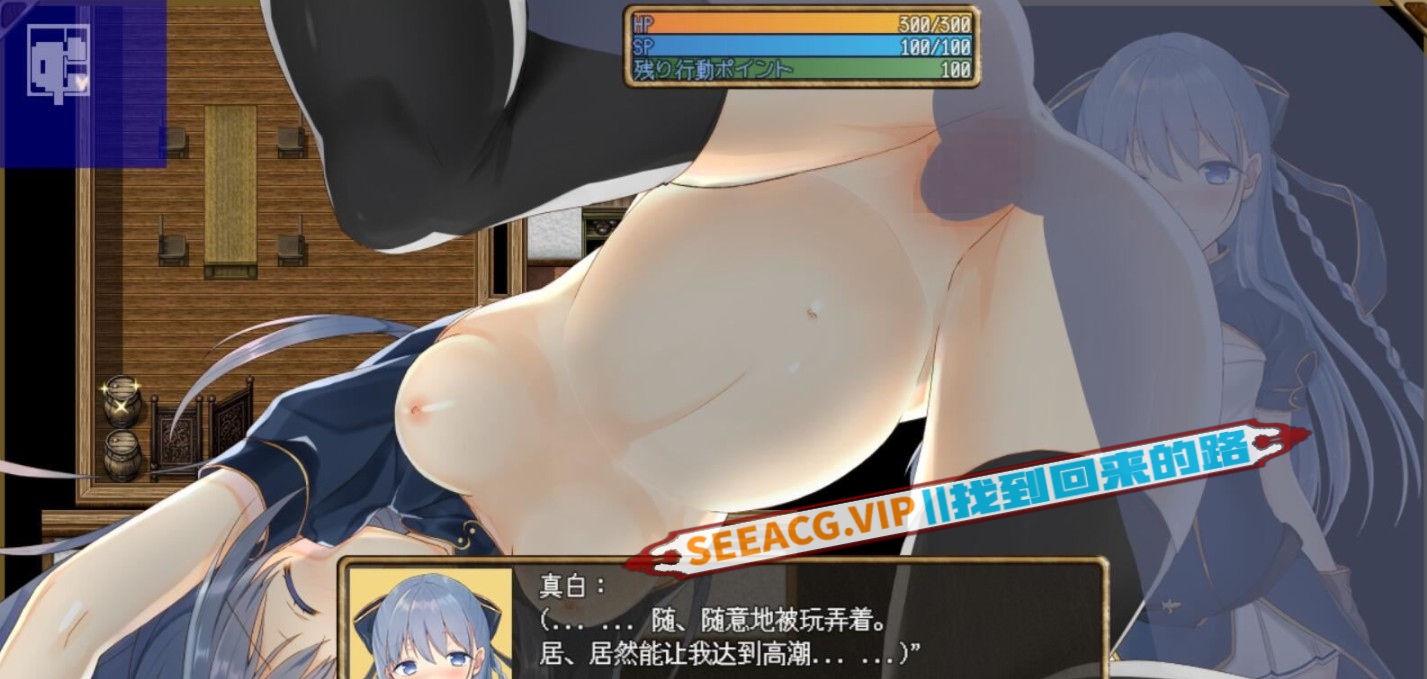 HP 300/300
SP 100/100
残り行動ポイント 100
SEEACG.VIP||找到回来的路
真白：
(... ... 随、随意地被玩弄着。
居、居然能让我达到高潮... ...)”